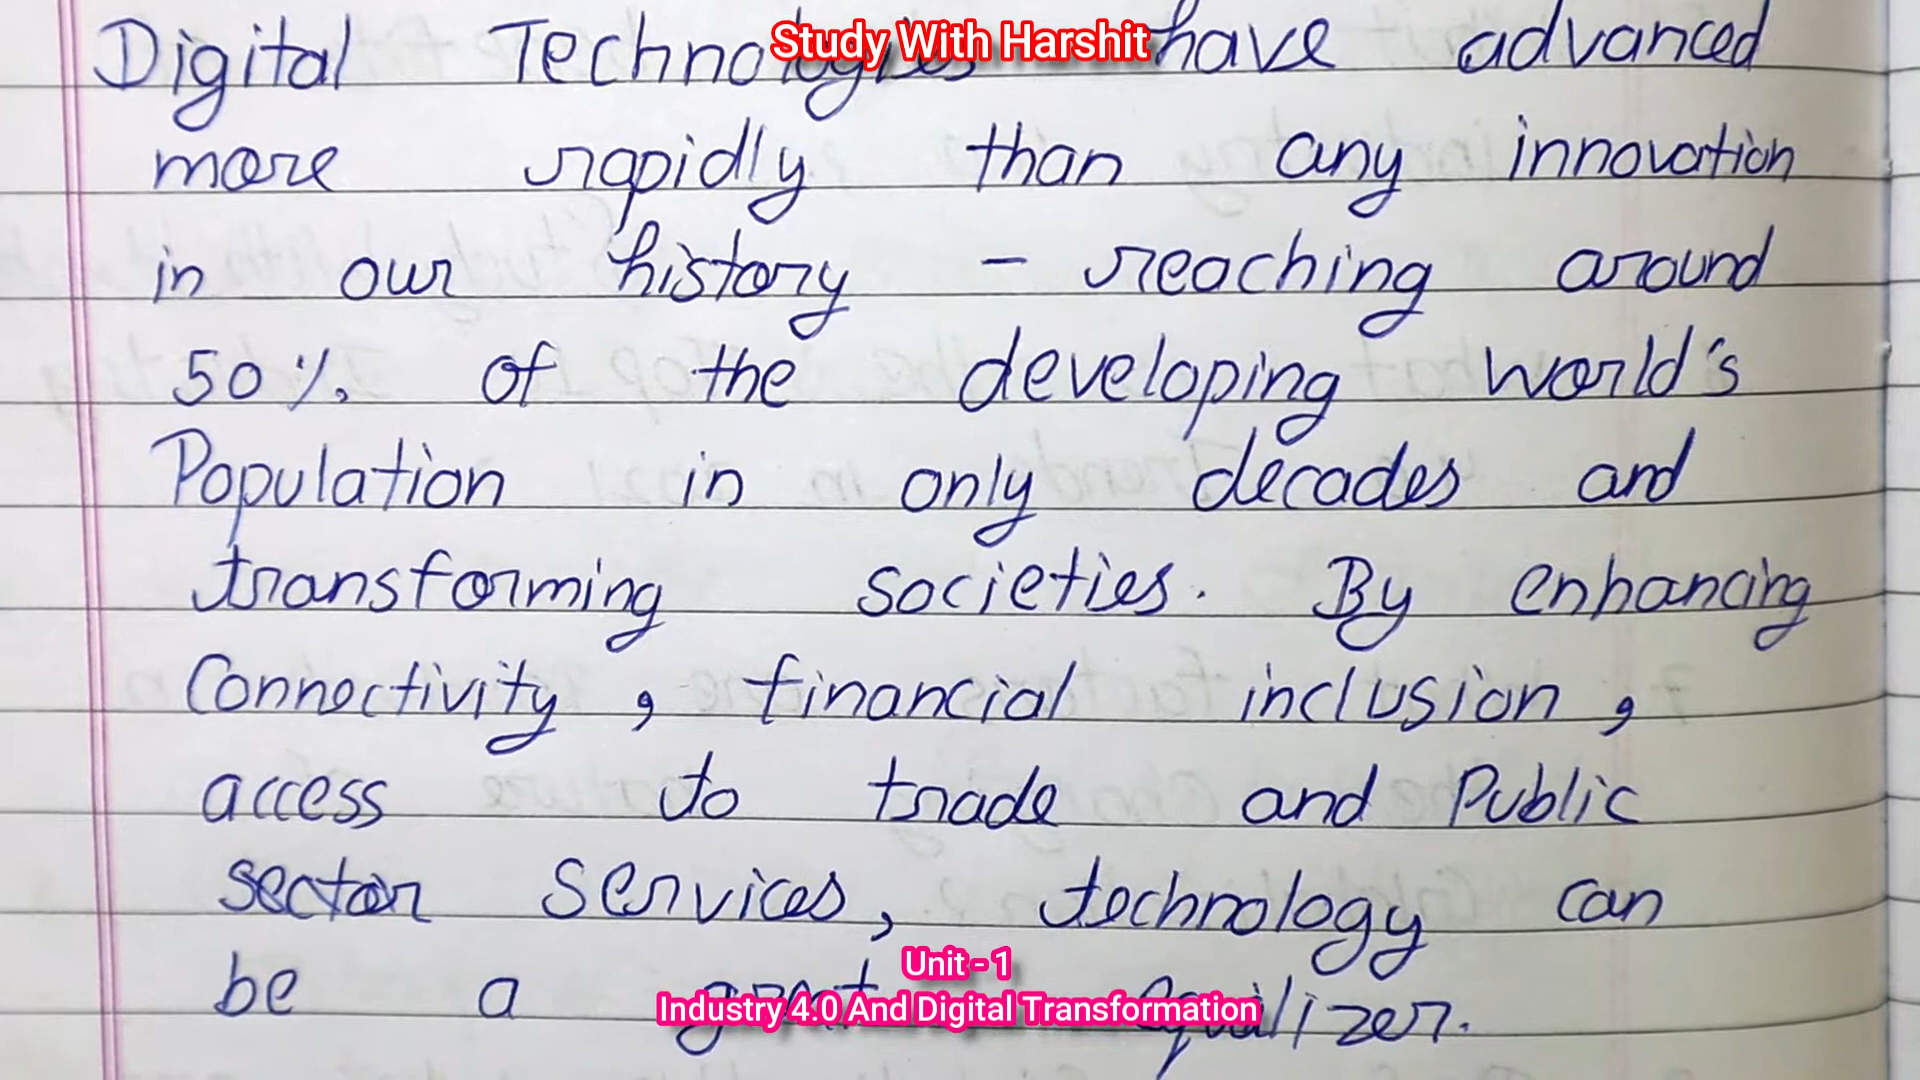 Study With Harshit
Digital Technologies have advanced
more rapidly than any innovation
in our history - reaching around
50% of the developing world's
Population in only decades and
transforming societies. By enhancing
Connectivity, financial inclusion,
access to trade and Public
sector services, technology can
be a great equalizer.
Unit - 1
Industry 4.0 And Digital Transformation